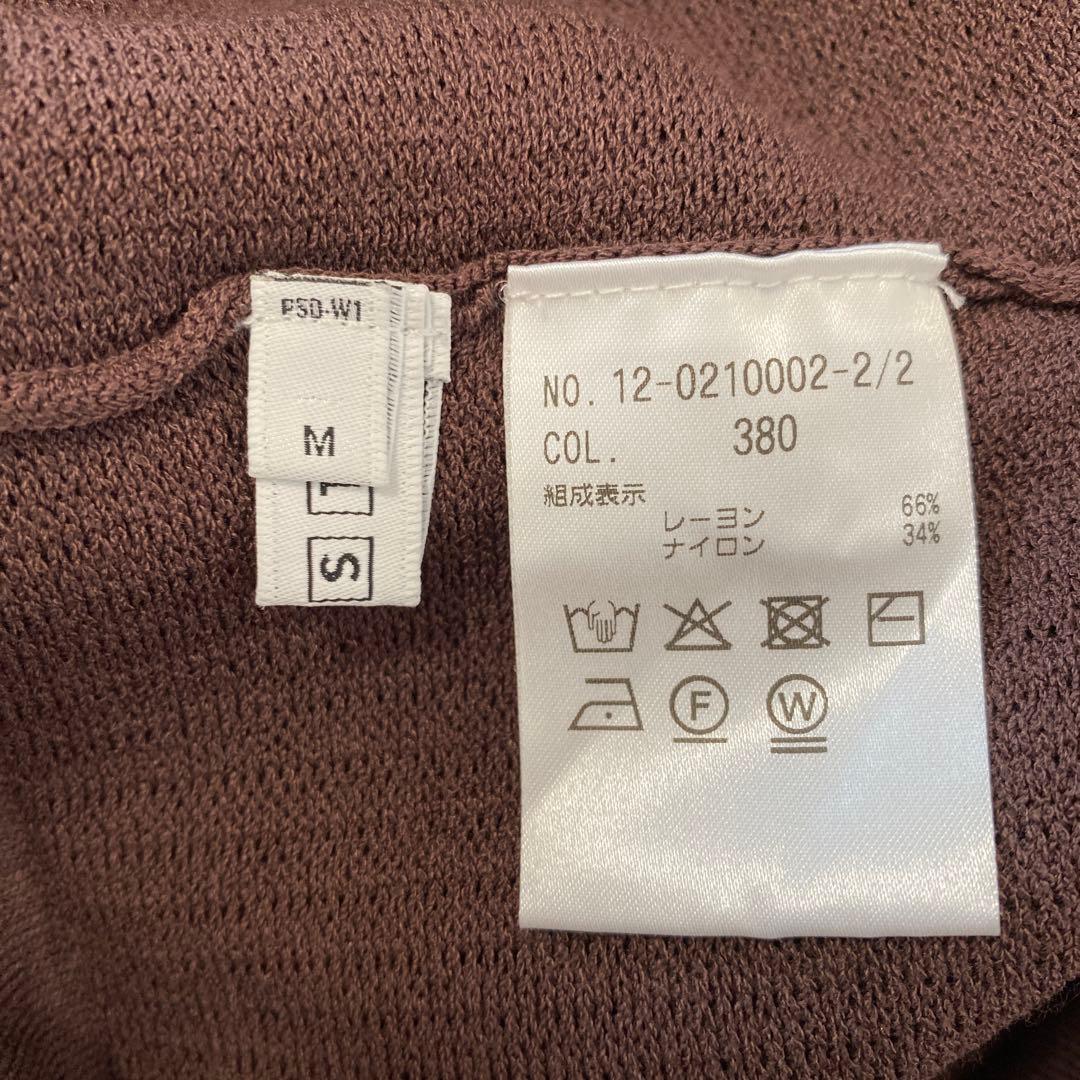 PSD-W1
M
S T
NO. 12-0210002-2/2
COL. 380
組成表示
レーヨン 66%
ナイロン 34%
F W